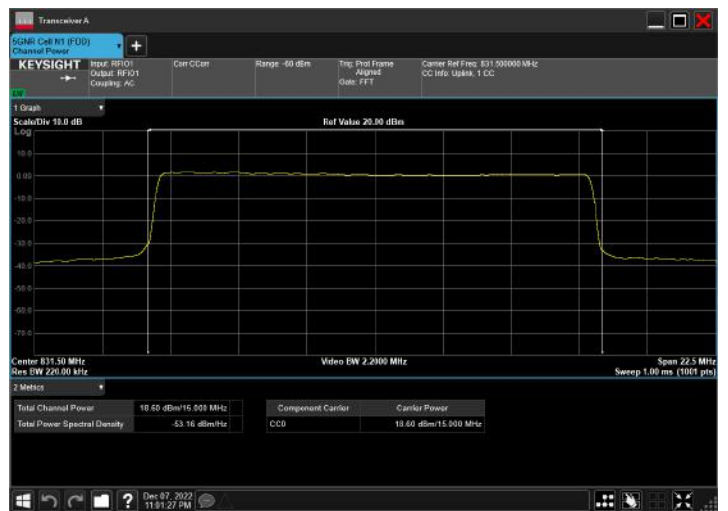 Transceiver A
5GNR Cell N1 (FDD)
Channel Power
KEYSIGHT
Input: RFIO1
Output: RFIO1
Coupling: AC
Corr CCorr
Range -60 dBm
Trig: Prot Frame
Aligned
Gate: FFT
Carrier Ref Freq: 831.500000 MHz
CC Info: Uplink, 1 CC
1 Graph
Scale/Div 10.0 dB
Ref Value 20.00 dBm
Log
10.0
0.00
-10.0
-20.0
-30.0
-40.0
-50.0
-60.0
-70.0
Center 831.50 MHz
Video BW 2.2000 MHz
Span 22.5 MHz
Res BW 220.00 kHz
Sweep 1.00 ms (1001 pts)
2 Metrics
Total Channel Power 18.60 dBm/15.000 MHz
Total Power Spectral Density -53.16 dBm/Hz
Component Carrier Carrier Power
CC0 18.60 dBm/15.000 MHz
Dec 07, 2022
11:01:27 PM